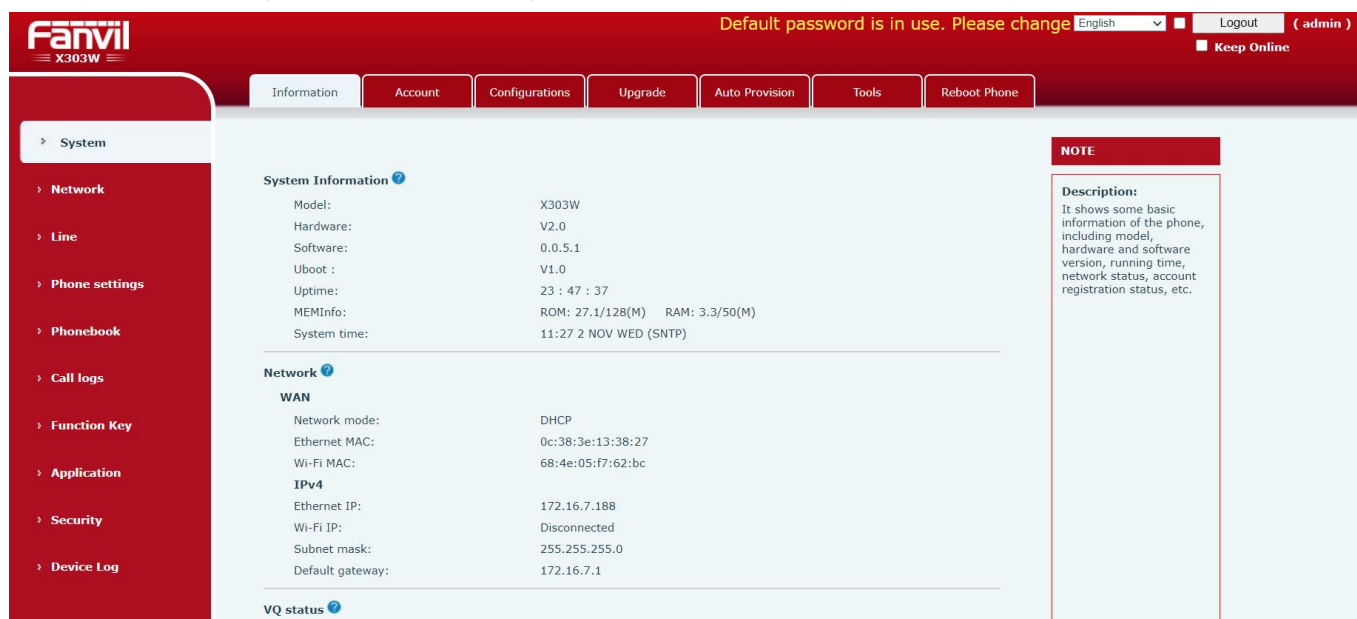 Fanvil
X303W
Default password is in use. Please change
English
Logout
( admin )
Keep Online
Information
Account
Configurations
Upgrade
Auto Provision
Tools
Reboot Phone
System
Network
Line
Phone settings
Phonebook
Call logs
Function Key
Application
Security
Device Log
System Information
Model: X303W
Hardware: V2.0
Software: 0.0.5.1
Uboot : V1.0
Uptime: 23 : 47 : 37
MEMInfo: ROM: 27.1/128(M) RAM: 3.3/50(M)
System time: 11:27 2 NOV WED (SNTP)
Network
WAN
Network mode: DHCP
Ethernet MAC: 0c:38:3e:13:38:27
Wi-Fi MAC: 68:4e:05:f7:62:bc
IPv4
Ethernet IP: 172.16.7.188
Wi-Fi IP: Disconnected
Subnet mask: 255.255.255.0
Default gateway: 172.16.7.1
VQ status
NOTE
Description:
It shows some basic
information of the phone,
including model,
hardware and software
version, running time,
network status, account
registration status, etc.